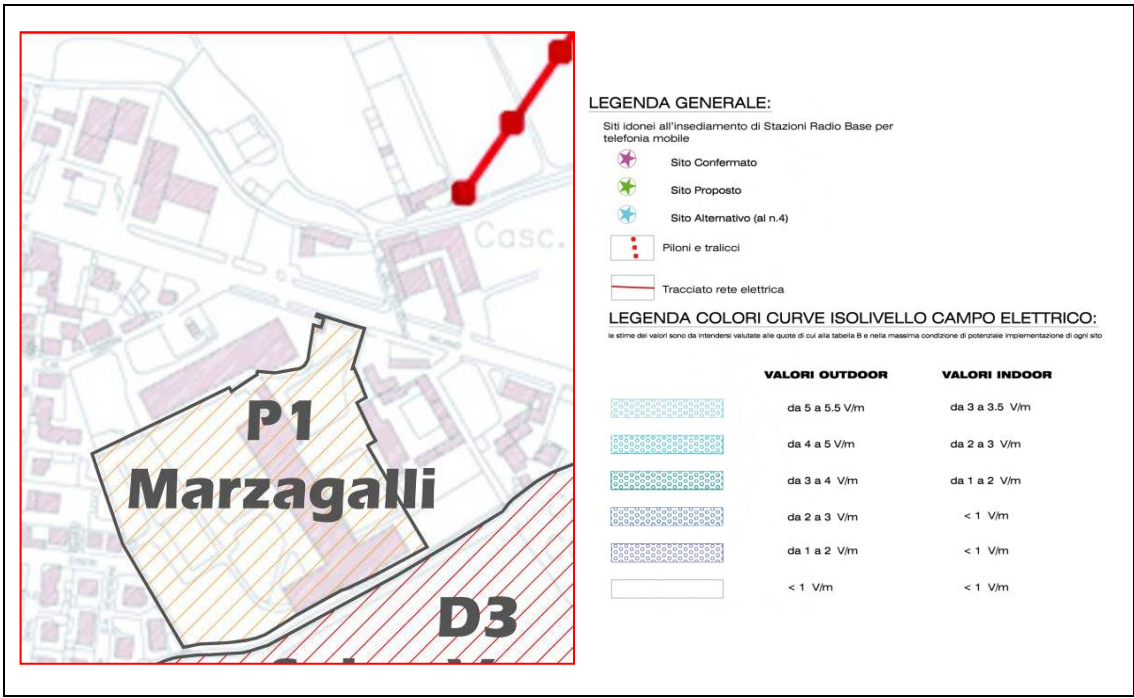 Casc.
P1
Marzagalli
D3
LEGENDA GENERALE:
Siti idonei all'insediamento di Stazioni Radio Base per
telefonia mobile
Sito Confermato
Sito Proposto
Sito Alternativo (al n.4)
Piloni e tralicci
Tracciato rete elettrica
LEGENDA COLORI CURVE ISOLIVELLO CAMPO ELETTRICO:
le stime dei valori sono da intendersi valutate alle quote di cui alla tabella B e nella massima condizione di potenziale implementazione di ogni sito
VALORI OUTDOOR VALORI INDOOR
da 5 a 5.5 V/m da 3 a 3.5 V/m
da 4 a 5 V/m da 2 a 3 V/m
da 3 a 4 V/m da 1 a 2 V/m
da 2 a 3 V/m < 1 V/m
da 1 a 2 V/m < 1 V/m
< 1 V/m < 1 V/m